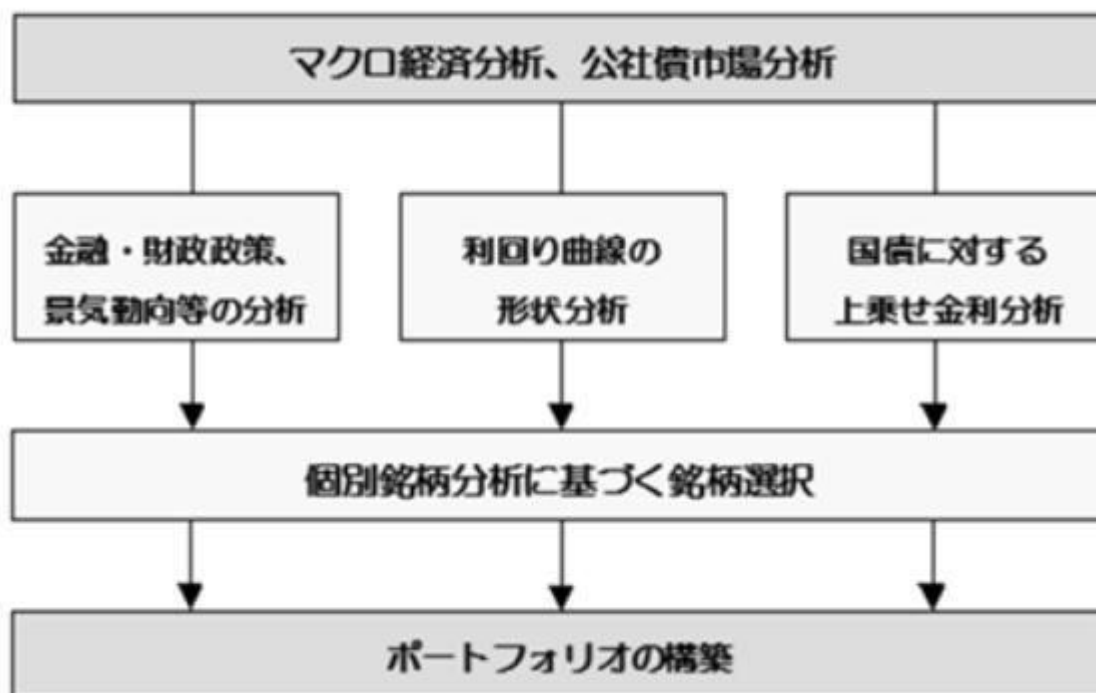 マクロ経済分析、公社債市場分析
金融・財政政策、
景気動向等の分析
利回り曲線の
形状分析
国債に対する
上乗せ金利分析
個別銘柄分析に基づく銘柄選択
ポートフォリオの構築